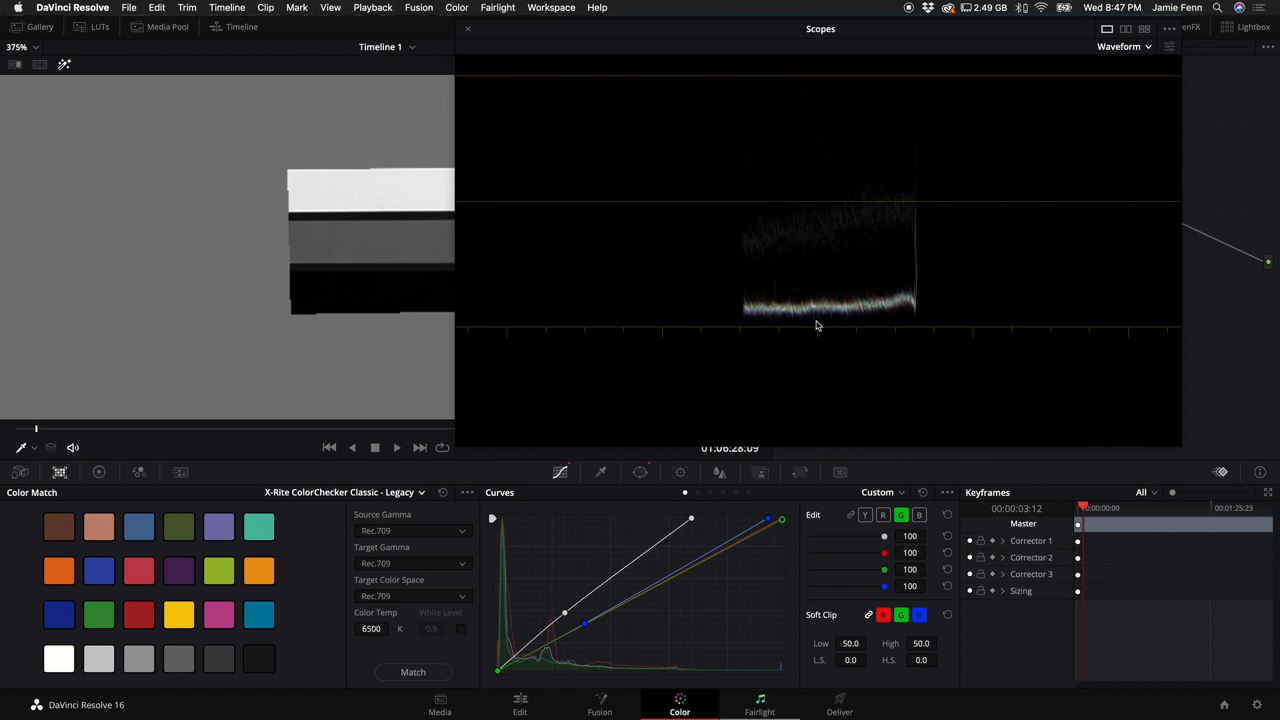 DaVinci Resolve File Edit Trim Timeline Clip Mark View Playback Fusion Color Fairlight Workspace Help 2.49 GB Wed 8:47 PM Jamie Fenn
Gallery LUTs Media Pool Timeline Lightbox
375% Timeline 1
Scopes
Waveform
01:06:28:09
Color Match X-Rite ColorChecker Classic - Legacy
Source Gamma
Rec.709
Target Gamma
Rec.709
Target Color Space
Rec.709
Color Temp White Level
6500 K 0.9
Match
Curves Custom
Edit Y R G B
100
100
100
100
Soft Clip R G B
Low 50.0 High 50.0
L.S. 0.0 H.S. 0.0
Keyframes All
00:00:03:12 00:00:00:00 00:01:25:23
Master
Corrector 1
Corrector 2
Corrector 3
Sizing
DaVinci Resolve 16
Media Edit Fusion Color Fairlight Deliver